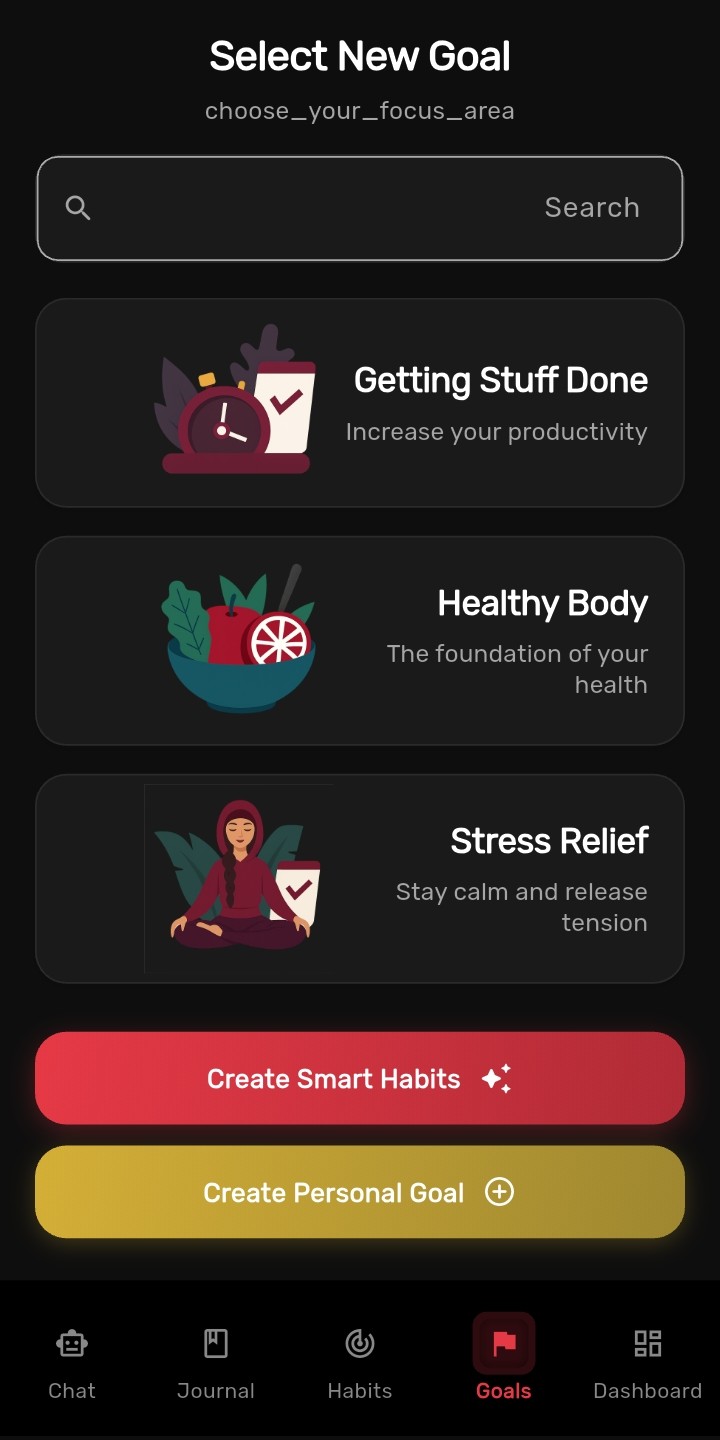 Select New Goal
choose_your_focus_area
Search
Getting Stuff Done
Increase your productivity
Healthy Body
The foundation of your
health
Stress Relief
Stay calm and release
tension
Create Smart Habits
Create Personal Goal
Chat
Journal
Habits
Goals
Dashboard